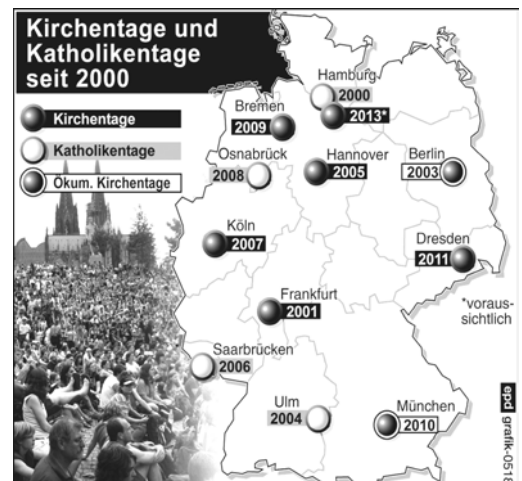 Kirchentage und
Katholikentage
seit 2000
Kirchentage
Katholikentage
Ökum. Kirchentage
Hamburg
2000
2013*
Bremen
2009
Osnabrück
2008
Hannover
2005
Berlin
2003
Köln
2007
Dresden
2011
*voraus-
sichtlich
Frankfurt
2001
Saarbrücken
2006
Ulm
2004
München
2010
epd grafik-0518